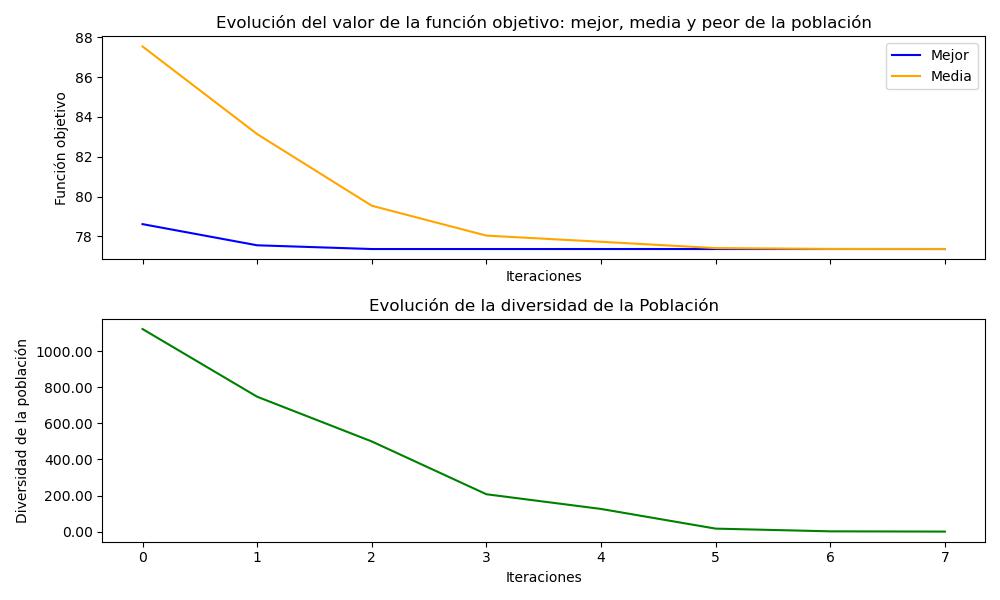 Evolución del valor de la función objetivo: mejor, media y peor de la población
88
86
84
82
80
78
Función objetivo
Mejor
Media
Iteraciones
Evolución de la diversidad de la Población
1000.00
800.00
600.00
400.00
200.00
0.00
Diversidad de la población
0 1 2 3 4 5 6 7
Iteraciones